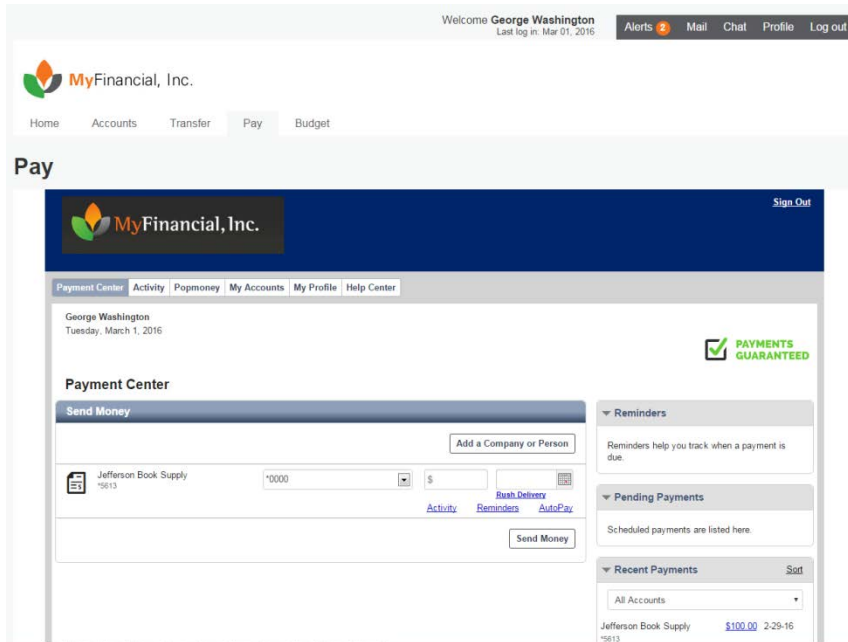 Welcome George Washington
Last log in: Mar 01, 2016
Alerts 2 Mail Chat Profile Log out
MyFinancial, Inc.
Home Accounts Transfer Pay Budget
Pay
MyFinancial, Inc.
Sign Out
Payment Center Activity Popmoney My Accounts My Profile Help Center
George Washington
Tuesday, March 1, 2016
PAYMENTS
GUARANTEED
Payment Center
Send Money
Add a Company or Person
Jefferson Book Supply
*5613
*0000
$
Rush Delivery
Activity Reminders AutoPay
Send Money
Reminders
Reminders help you track when a payment is
due.
Pending Payments
Scheduled payments are listed here.
Recent Payments Sort
All Accounts
Jefferson Book Supply $100.00 2-29-16
*5613